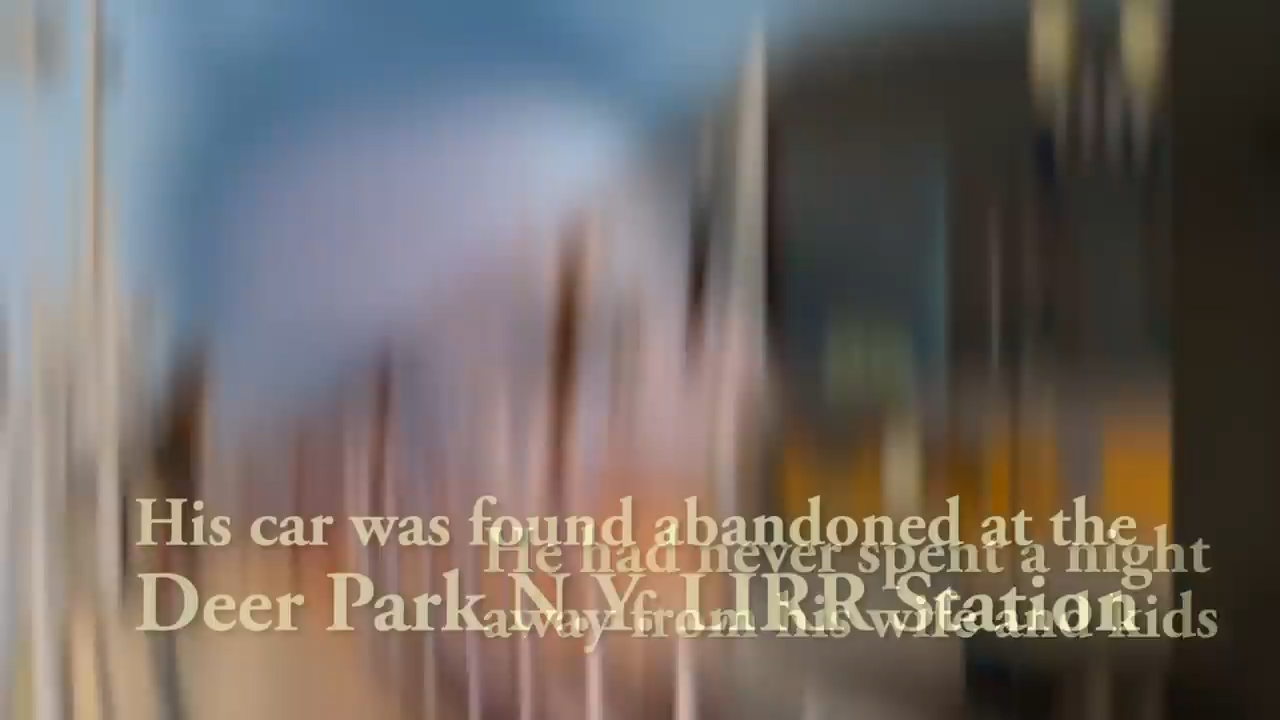 His car was found abandoned at the
Deer Park N.Y. LIRR Station
He had never spent a night
away from his wife and kids